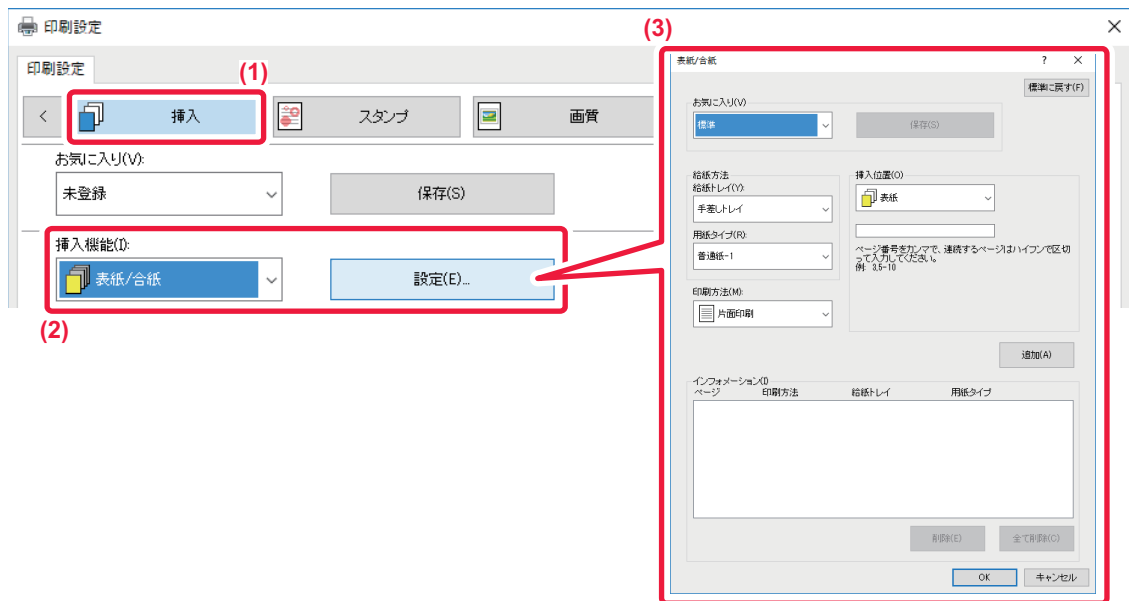 印刷設定
印刷設定
(1)
< 挿入 スタンプ 画質
お気に入り(V):
未登録 保存(S)
挿入機能(I):
表紙/合紙 設定(E)...
(2)
(3)
表紙/合紙 ? ×
標準に戻す(F)
お気に入り(V)
標準 保存(S)
給紙方法
給紙トレイ(Y):
手差しトレイ
用紙タイプ(R):
普通紙-1
印刷方法(M):
片面印刷
挿入位置(O)
表紙
ページ番号をカンマで、連続するページはハイフンで区切
って入力してください。
例: 3,5-10
追加(A)
インフォメーション(I)
ページ 印刷方法 給紙トレイ 用紙タイプ
削除(E) 全て削除(C)
OK キャンセル